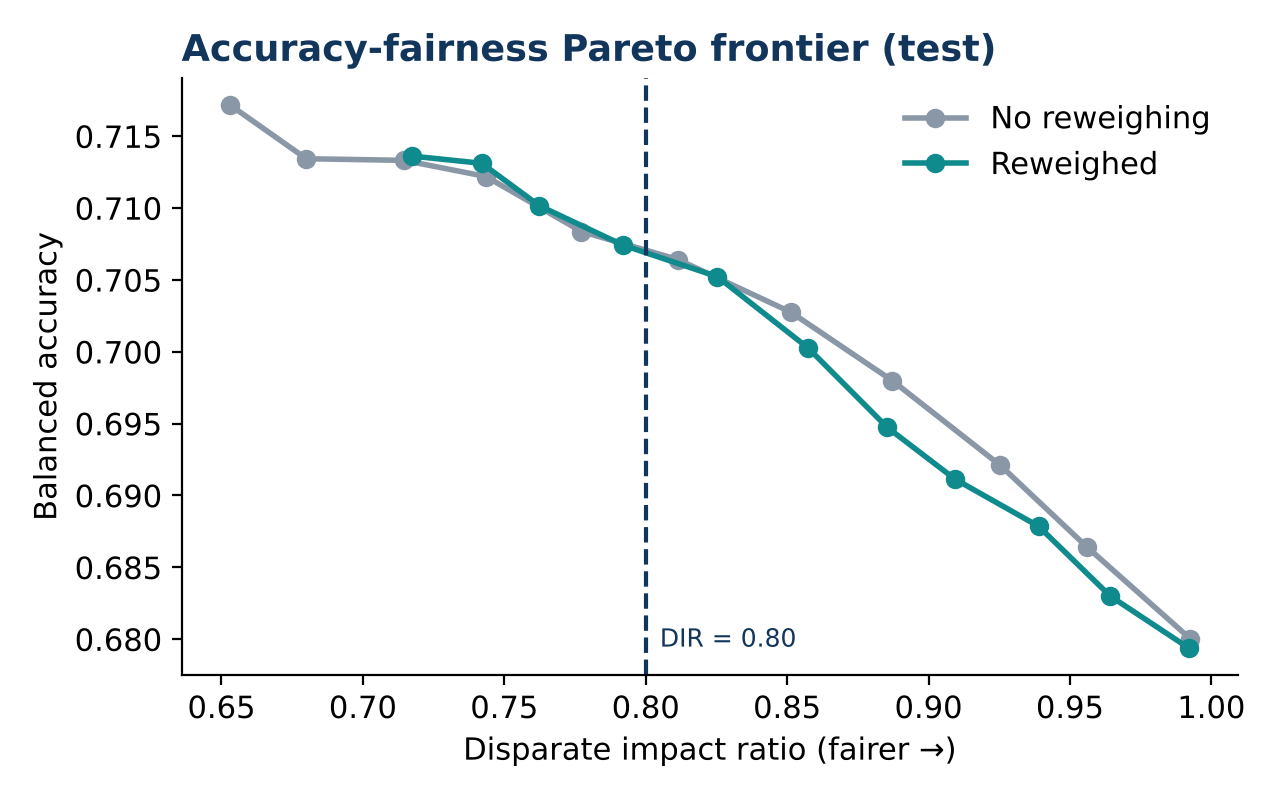 Accuracy-fairness Pareto frontier (test)
No reweighing
Reweighed
0.715
0.710
0.705
0.700
0.695
0.690
0.685
0.680
Balanced accuracy
DIR = 0.80
0.65 0.70 0.75 0.80 0.85 0.90 0.95 1.00
Disparate impact ratio (fairer →)